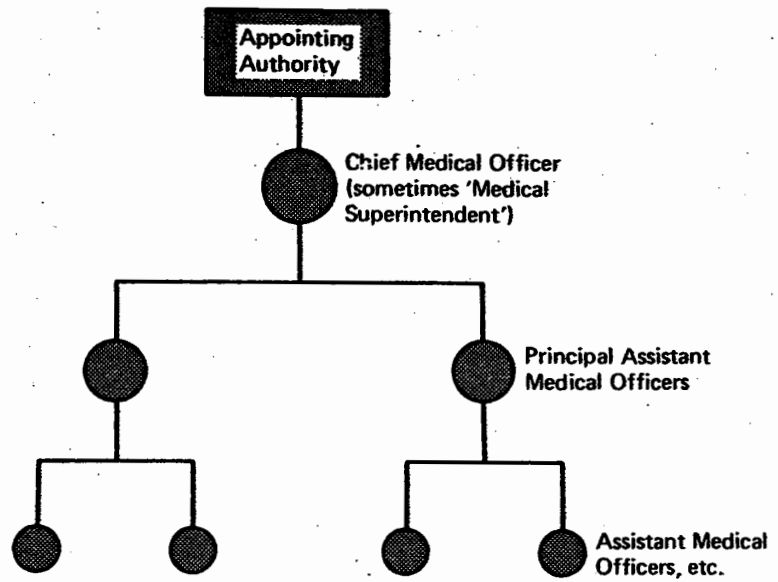 Appointing
Authority
Chief Medical Officer
(sometimes 'Medical
Superintendent')
Principal Assistant
Medical Officers
Assistant Medical
Officers, etc.